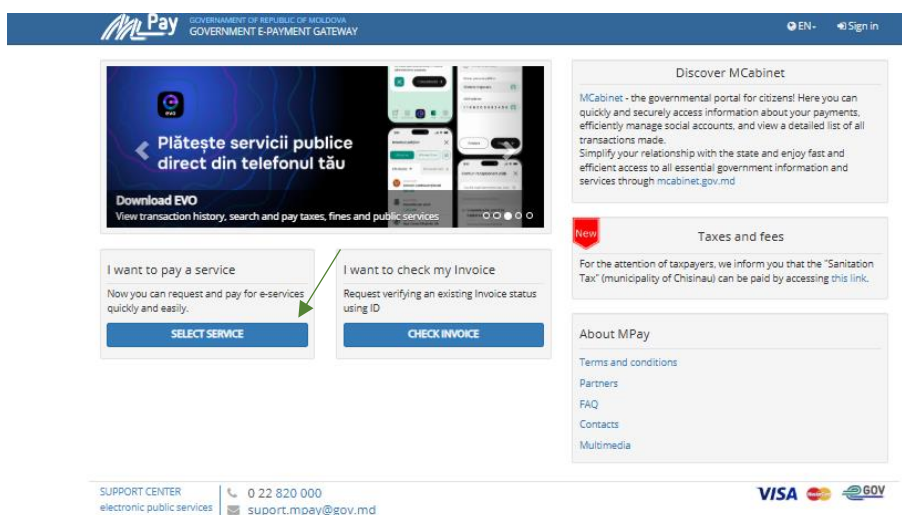 MPay
GOVERNAMENT OF REPUBLIC OF MOLDOVA
GOVERNMENT E-PAYMENT GATEWAY
EN
Sign in
EVO
Plătește servicii publice
direct din telefonul
tău
Download EVO
View transaction history, search and pay taxes, fines and public services
I want to pay a service
Now you can request and pay for e-services
quickly and easily.
SELECT SERVICE
I want to check my Invoice
Request verifying an existing Invoice status
using ID
CHECK INVOICE
Discover MCabinet
MCabinet - the governmental portal for citizens! Here you can
quickly and securely access information about your payments,
efficiently manage social accounts, and view a detailed list of all
transactions made.
Simplify your relationship with the state and enjoy fast and
efficient access to all essential government information and
services through mcabinet.gov.md
New
Taxes and fees
For the attention of taxpayers, we inform you that the "Sanitation
Tax" (municipality of Chisinau) can be paid by accessing this link.
About MPay
Terms and conditions
Partners
FAQ
Contacts
Multimedia
SUPPORT CENTER
electronic public services
0 22 820 000
suport.mpay@gov.md
VISA
MasterCard
eGOV